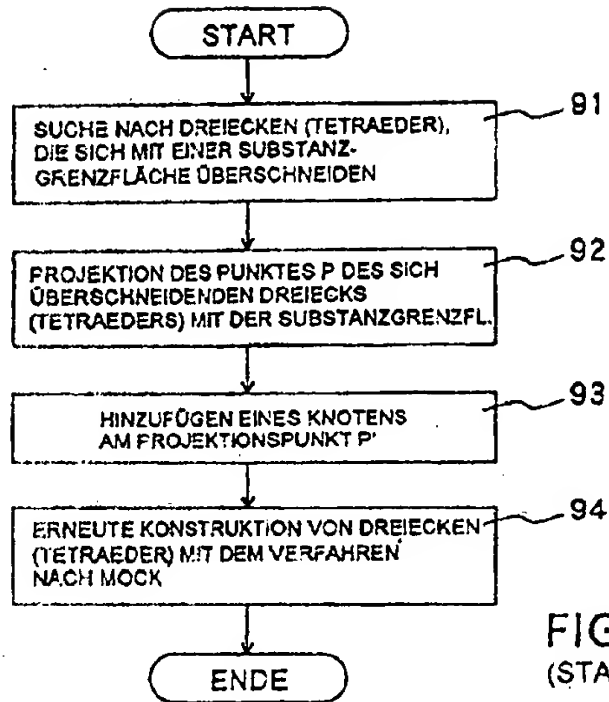 START
91
SUCHE NACH DREIECKEN (TETRAEDER),
DIE SICH MIT EINER SUBSTANZ-
GRENZFLÄCHE ÜBERSCHNEIDEN
92
PROJEKTION DES PUNKTES P DES SICH
ÜBERSCHNEIDENDEN DREIECKS
(TETRAEDERS) MIT DER SUBSTANZGRENZFL.
93
HINZUFÜGEN EINES KNOTENS
AM PROJEKTIONSPUNKT P'
94
ERNEUTE KONSTRUKTION VON DREIECKEN
(TETRAEDER) MIT DEM VERFAHREN
NACH MOCK
ENDE
FIG
(STA